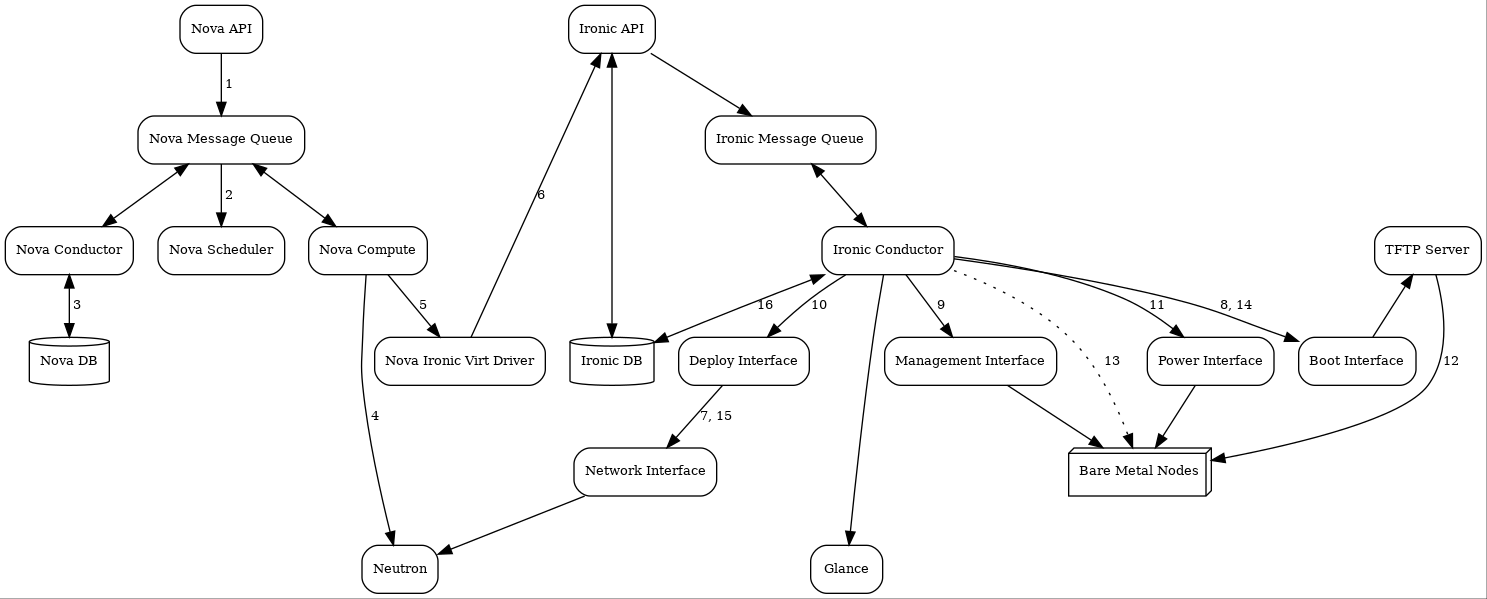 Nova API
Ironic API
1
Nova Message Queue
Ironic Message Queue
2
6
Nova Conductor
Nova Scheduler
Nova Compute
Ironic Conductor
TFTP Server
3
5
16
10
9
11
8, 14
Nova DB
Nova Ironic Virt Driver
Ironic DB
Deploy Interface
Management Interface
13
Power Interface
Boot Interface
12
4
7, 15
Network Interface
Bare Metal Nodes
Neutron
Glance